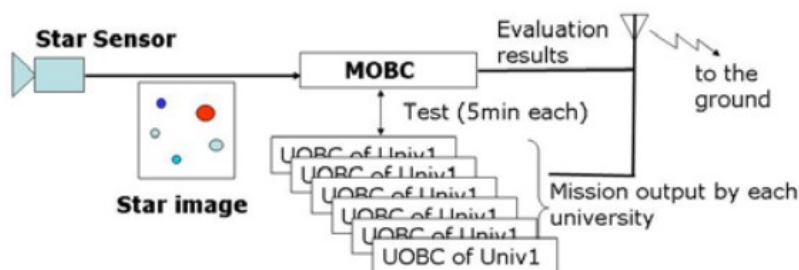 Star Sensor
Star image
MOBC
Evaluation
results
to the
ground
Test (5min each)
UOBC of Univ1
UOBC of Univ1
UOBC of Univ1
UOBC of Univ1
UOBC of Univ1
UOBC of Univ1
Mission output by each
university